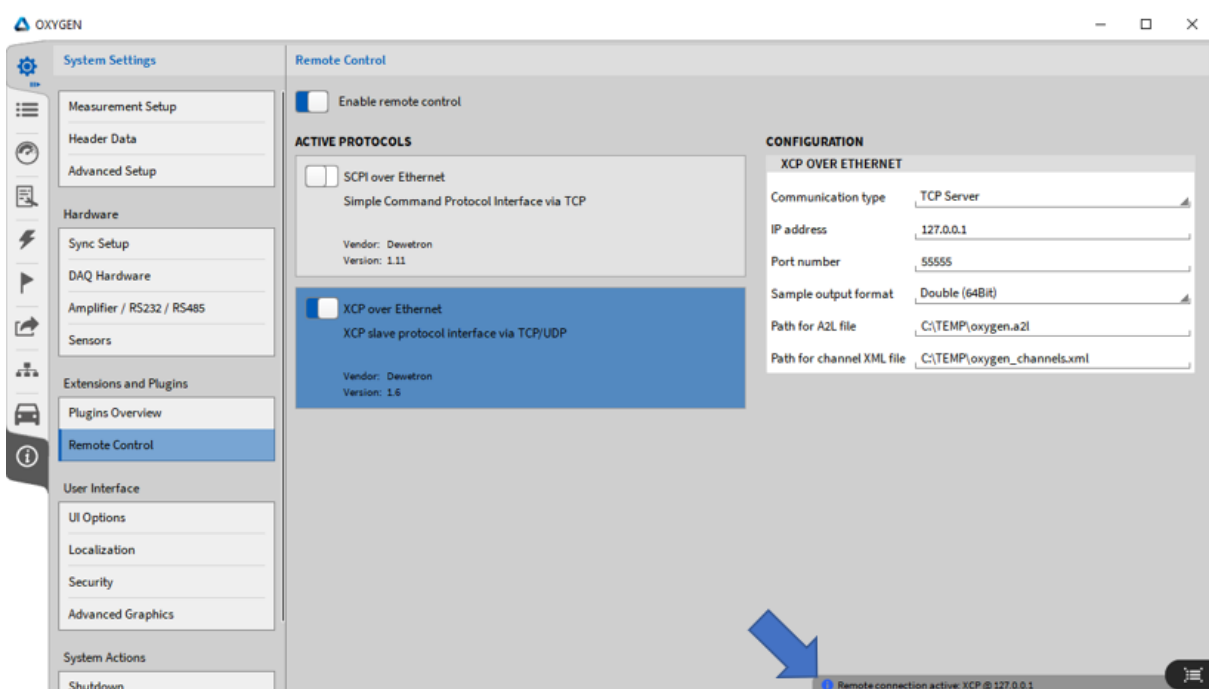 OXYGEN
System Settings
Measurement Setup
Header Data
Advanced Setup
Hardware
Sync Setup
DAQ Hardware
Amplifier / RS232 / RS485
Sensors
Extensions and Plugins
Plugins Overview
Remote Control
User Interface
UI Options
Localization
Security
Advanced Graphics
System Actions
Shutdown
Remote Control
Enable remote control
ACTIVE PROTOCOLS
SCPI over Ethernet
Simple Command Protocol Interface via TCP
Vendor: Dewetron
Version: 1.11
XCP over Ethernet
XCP slave protocol interface via TCP/UDP
Vendor: Dewetron
Version: 1.6
CONFIGURATION
XCP OVER ETHERNET
Communication type TCP Server
IP address 127.0.0.1
Port number 55555
Sample output format Double (64Bit)
Path for A2L file C:\TEMP\oxygen.a2l
Path for channel XML file C:\TEMP\oxygen_channels.xml
Remote connection active: XCP @ 127.0.0.1